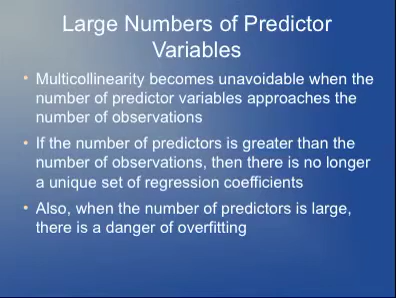 Large Numbers of Predictor
Variables
• Multicollinearity becomes unavoidable when the
number of predictor variables approaches the
number of observations
• If the number of predictors is greater than the
number of observations, then there is no longer
a unique set of regression coefficients
• Also, when the number of predictors is large,
there is a danger of overfitting